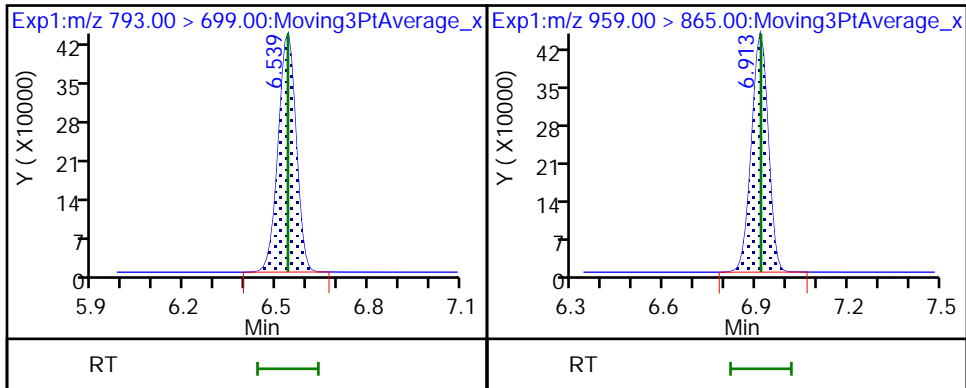 Exp1:m/z 793.00 > 699.00:Moving3PtAverage_x
Y ( X10000)
42
35
28
21
14
7
0
6.539
5.9 6.2 6.5 6.8 7.1
Min
RT
Exp1:m/z 959.00 > 865.00:Moving3PtAverage_x
Y ( X10000)
42
35
28
21
14
7
0
6.913
6.3 6.6 6.9 7.2 7.5
Min
RT